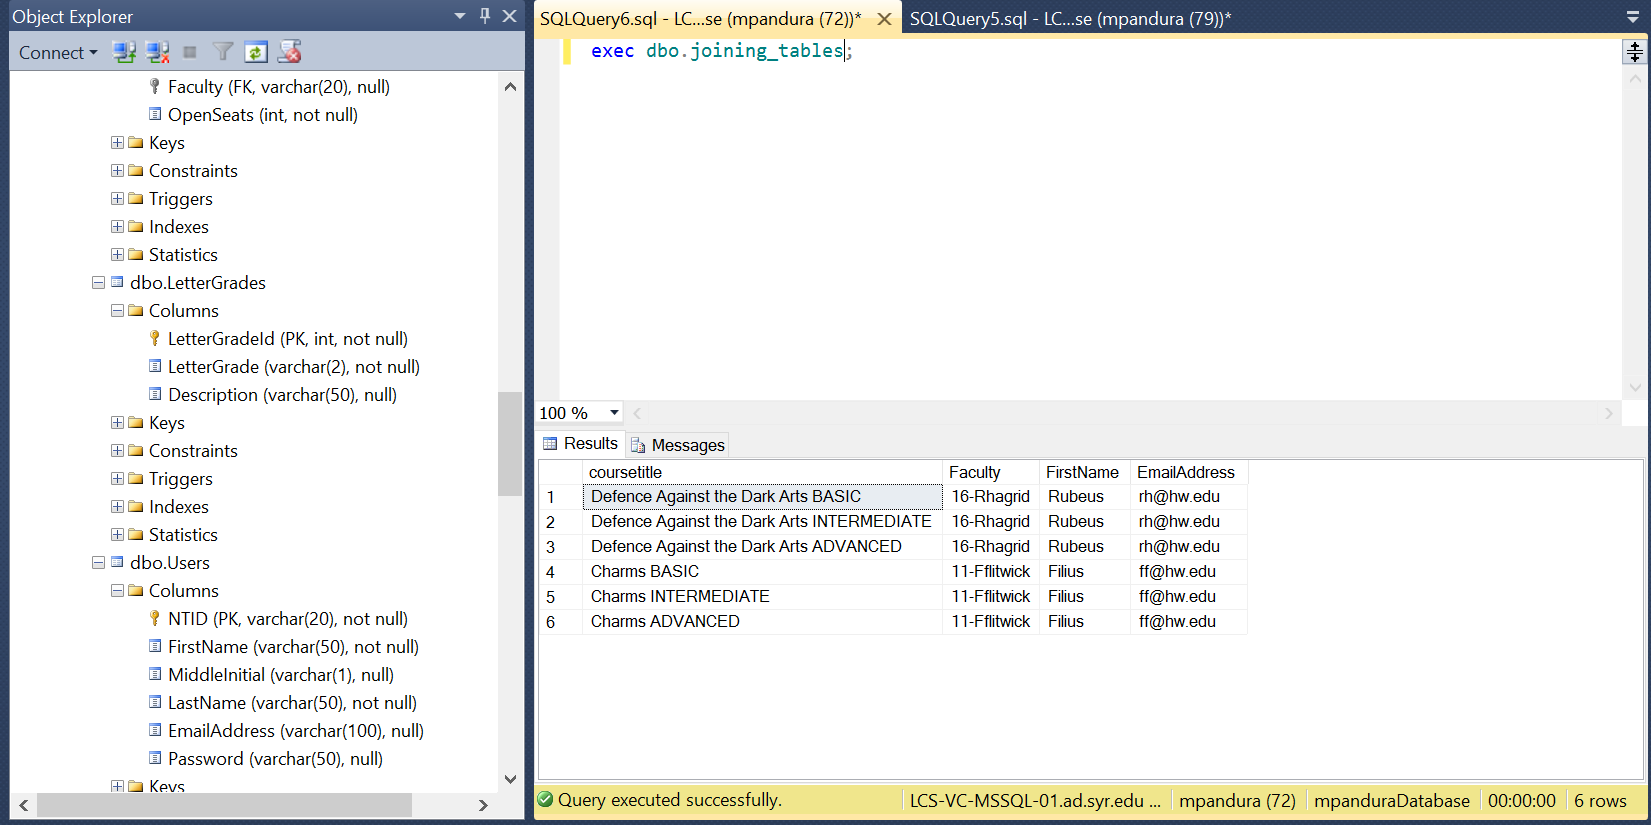 Object Explorer
Connect
Faculty (FK, varchar(20), null)
OpenSeats (int, not null)
Keys
Constraints
Triggers
Indexes
Statistics
dbo.LetterGrades
Columns
LetterGradeId (PK, int, not null)
LetterGrade (varchar(2), not null)
Description (varchar(50), null)
Keys
Constraints
Triggers
Indexes
Statistics
dbo.Users
Columns
NTID (PK, varchar(20), not null)
FirstName (varchar(50), not null)
MiddleInitial (varchar(1), null)
LastName (varchar(50), not null)
EmailAddress (varchar(100), null)
Password (varchar(50), null)
Keys
SQLQuery6.sql - LC...se (mpandura (72))* SQLQuery5.sql - LC...se (mpandura (79))*
exec dbo.joining_tables;
100 %
Results Messages
coursetitle Faculty FirstName EmailAddress
1 Defence Against the Dark Arts BASIC 16-Rhagrid Rubeus rh@hw.edu
2 Defence Against the Dark Arts INTERMEDIATE 16-Rhagrid Rubeus rh@hw.edu
3 Defence Against the Dark Arts ADVANCED 16-Rhagrid Rubeus rh@hw.edu
4 Charms BASIC 11-Fflitwick Filius ff@hw.edu
5 Charms INTERMEDIATE 11-Fflitwick Filius ff@hw.edu
6 Charms ADVANCED 11-Fflitwick Filius ff@hw.edu
Query executed successfully. LCS-VC-MSSQL-01.ad.syr.edu ... mpandura (72) mpanduraDatabase 00:00:00 6 rows